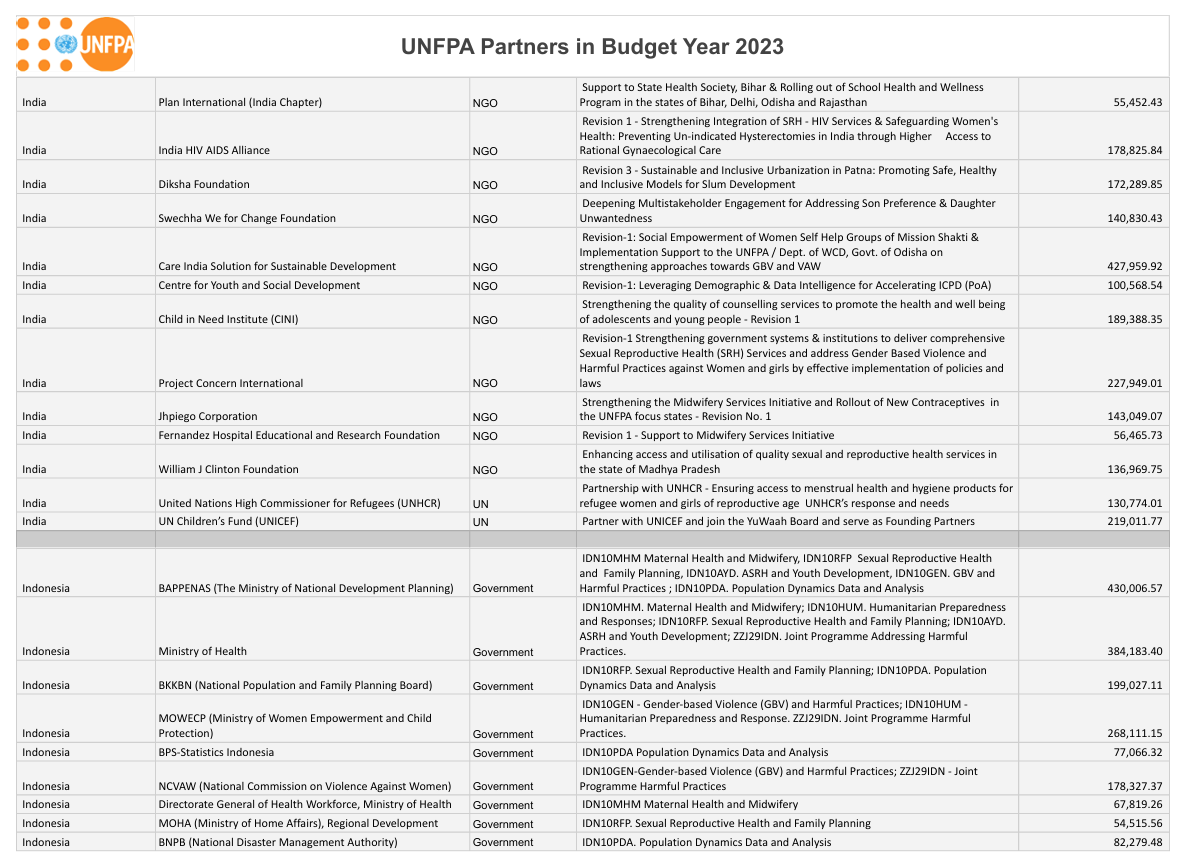 UNFPA
UNFPA Partners in Budget Year 2023
India Plan International (India Chapter) NGO Support to State Health Society, Bihar & Rolling out of School Health and Wellness
Program in the states of Bihar, Delhi, Odisha and Rajasthan 55,452.43
India India HIV AIDS Alliance NGO Revision 1 - Strengthening Integration of SRH - HIV Services & Safeguarding Women's
Health: Preventing Un-indicated Hysterectomies in India through Higher Access to
Rational Gynaecological Care 178,825.84
India Diksha Foundation NGO Revision 3 - Sustainable and Inclusive Urbanization in Patna: Promoting Safe, Healthy
and Inclusive Models for Slum Development 172,289.85
India Swechha We for Change Foundation NGO Deepening Multistakeholder Engagement for Addressing Son Preference & Daughter
Unwantedness 140,830.43
India Care India Solution for Sustainable Development NGO Revision-1: Social Empowerment of Women Self Help Groups of Mission Shakti &
Implementation Support to the UNFPA / Dept. of WCD, Govt. of Odisha on
strengthening approaches towards GBV and VAW 427,959.92
India Centre for Youth and Social Development NGO Revision-1: Leveraging Demographic & Data Intelligence for Accelerating ICPD (PoA) 100,568.54
India Child in Need Institute (CINI) NGO Strengthening the quality of counselling services to promote the health and well being
of adolescents and young people - Revision 1 189,388.35
India Project Concern International NGO Revision-1 Strengthening government systems & institutions to deliver comprehensive
Sexual Reproductive Health (SRH) Services and address Gender Based Violence and
Harmful Practices against Women and girls by effective implementation of policies and
laws 227,949.01
India Jhpiego Corporation NGO Strengthening the Midwifery Services Initiative and Rollout of New Contraceptives in
the UNFPA focus states - Revision No. 1 143,049.07
India Fernandez Hospital Educational and Research Foundation NGO Revision 1 - Support to Midwifery Services Initiative 56,465.73
India William J Clinton Foundation NGO Enhancing access and utilisation of quality sexual and reproductive health services in
the state of Madhya Pradesh 136,969.75
India United Nations High Commissioner for Refugees (UNHCR) UN Partnership with UNHCR - Ensuring access to menstrual health and hygiene products for
refugee women and girls of reproductive age UNHCR's response and needs 130,774.01
India UN Children's Fund (UNICEF) UN Partner with UNICEF and join the YuWaah Board and serve as Founding Partners 219,011.77
Indonesia BAPPENAS (The Ministry of National Development Planning) Government IDN10MHM Maternal Health and Midwifery, IDN10RFP Sexual Reproductive Health
and Family Planning, IDN10AYD. ASRH and Youth Development, IDN10GEN. GBV and
Harmful Practices ; IDN10PDA. Population Dynamics Data and Analysis 430,006.57
Indonesia Ministry of Health Government IDN10MHM. Maternal Health and Midwifery; IDN10HUM. Humanitarian Preparedness
and Responses; IDN10RFP. Sexual Reproductive Health and Family Planning; IDN10AYD.
ASRH and Youth Development; ZZJ29IDN. Joint Programme Addressing Harmful
Practices. 384,183.40
Indonesia BKKBN (National Population and Family Planning Board) Government IDN10RFP. Sexual Reproductive Health and Family Planning; IDN10PDA. Population
Dynamics Data and Analysis 199,027.11
Indonesia MOWECP (Ministry of Women Empowerment and Child
Protection) Government IDN10GEN - Gender-based Violence (GBV) and Harmful Practices; IDN10HUM -
Humanitarian Preparedness and Response. ZZJ29IDN. Joint Programme Harmful
Practices. 268,111.15
Indonesia BPS-Statistics Indonesia Government IDN10PDA Population Dynamics Data and Analysis 77,066.32
Indonesia NCVAW (National Commission on Violence Against Women) Government IDN10GEN-Gender-based Violence (GBV) and Harmful Practices; ZZJ29IDN - Joint
Programme Harmful Practices 178,327.37
Indonesia Directorate General of Health Workforce, Ministry of Health Government IDN10MHM Maternal Health and Midwifery 67,819.26
Indonesia MOHA (Ministry of Home Affairs), Regional Development Government IDN10RFP. Sexual Reproductive Health and Family Planning 54,515.56
Indonesia BNPB (National Disaster Management Authority) Government IDN10PDA. Population Dynamics Data and Analysis 82,279.48